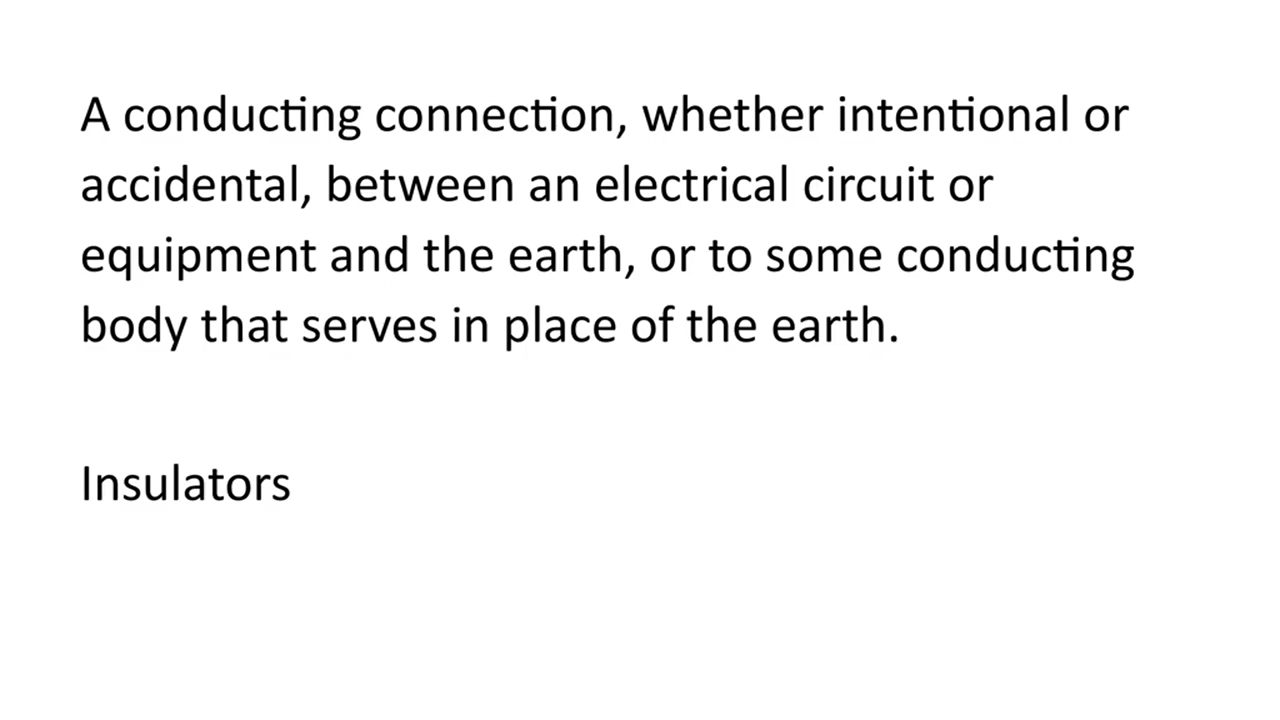 A conducting connection, whether intentional or
accidental, between an electrical circuit or
equipment and the earth, or to some conducting
body that serves in place of the earth.
Insulators